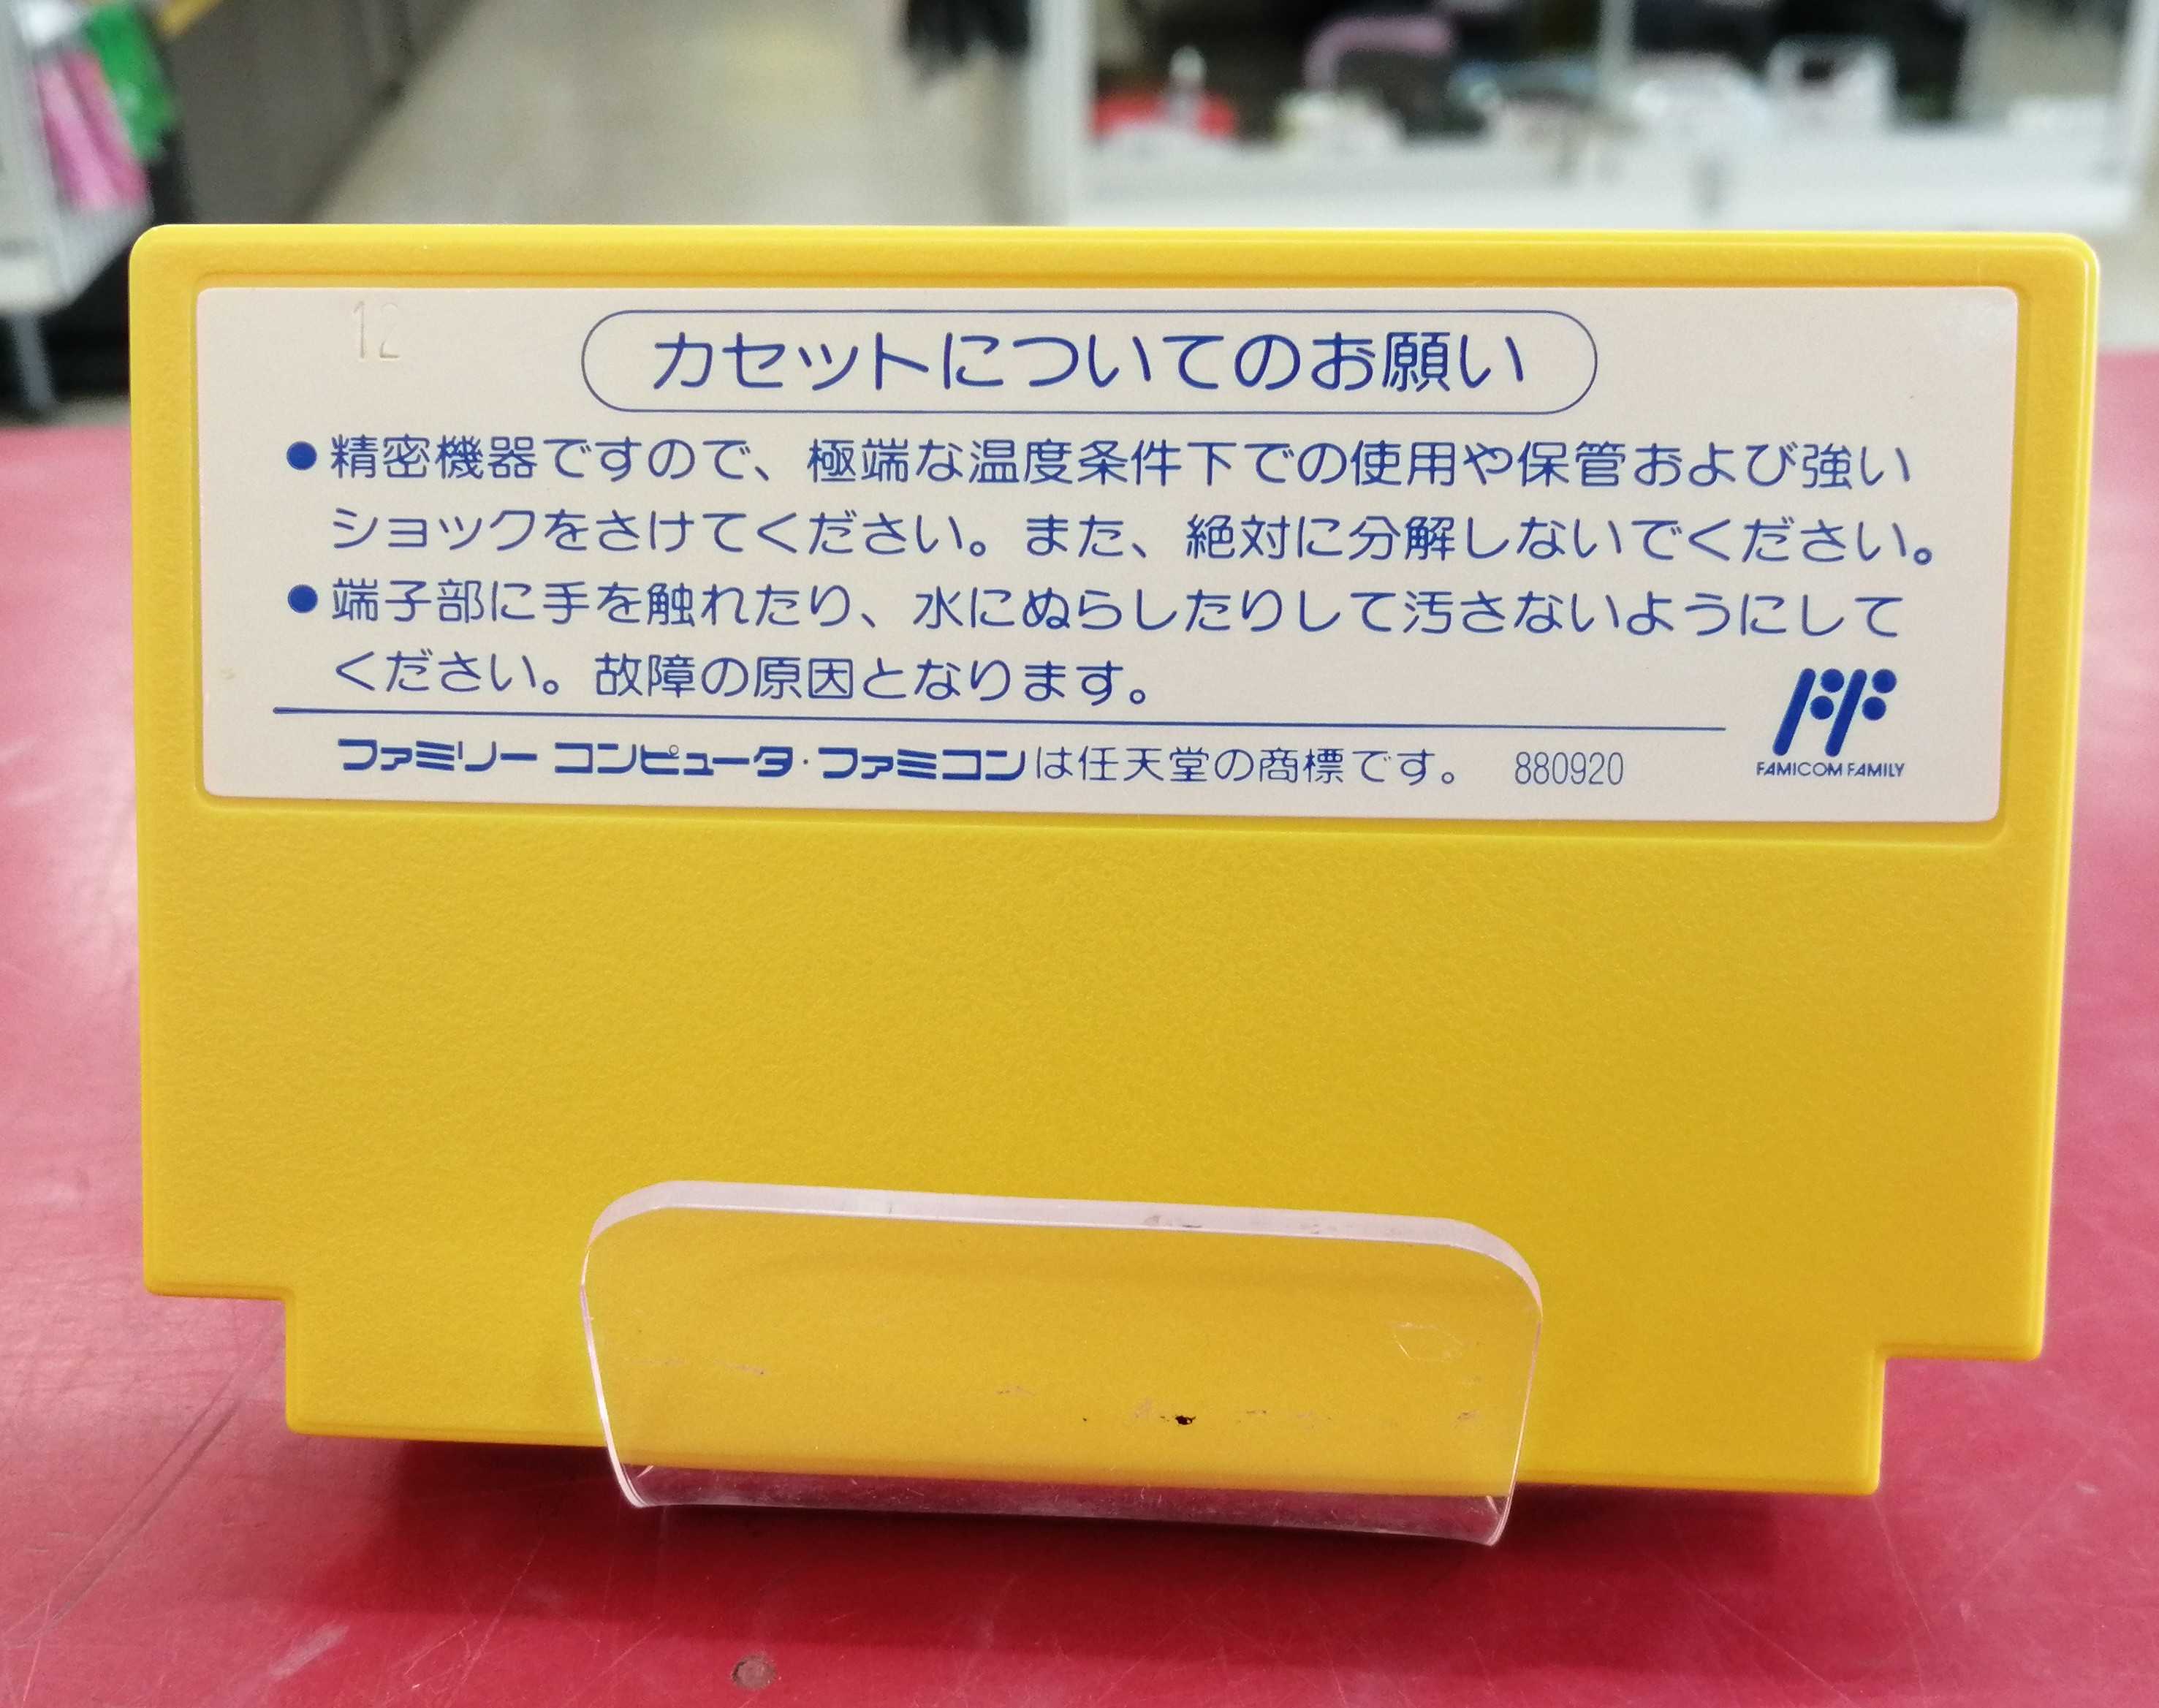 12
カセットについてのお願い
●精密機器ですので、極端な温度条件下での使用や保管および強い
ショックをさけてください。また、絶対に分解しないでください。
●端子部に手を触れたり、水にぬらしたりして汚さないようにして
ください。故障の原因となります。
ファミリー コンピュータ・ファミコンは任天堂の商標です。 880920
FF
FAMICOM FAMILY